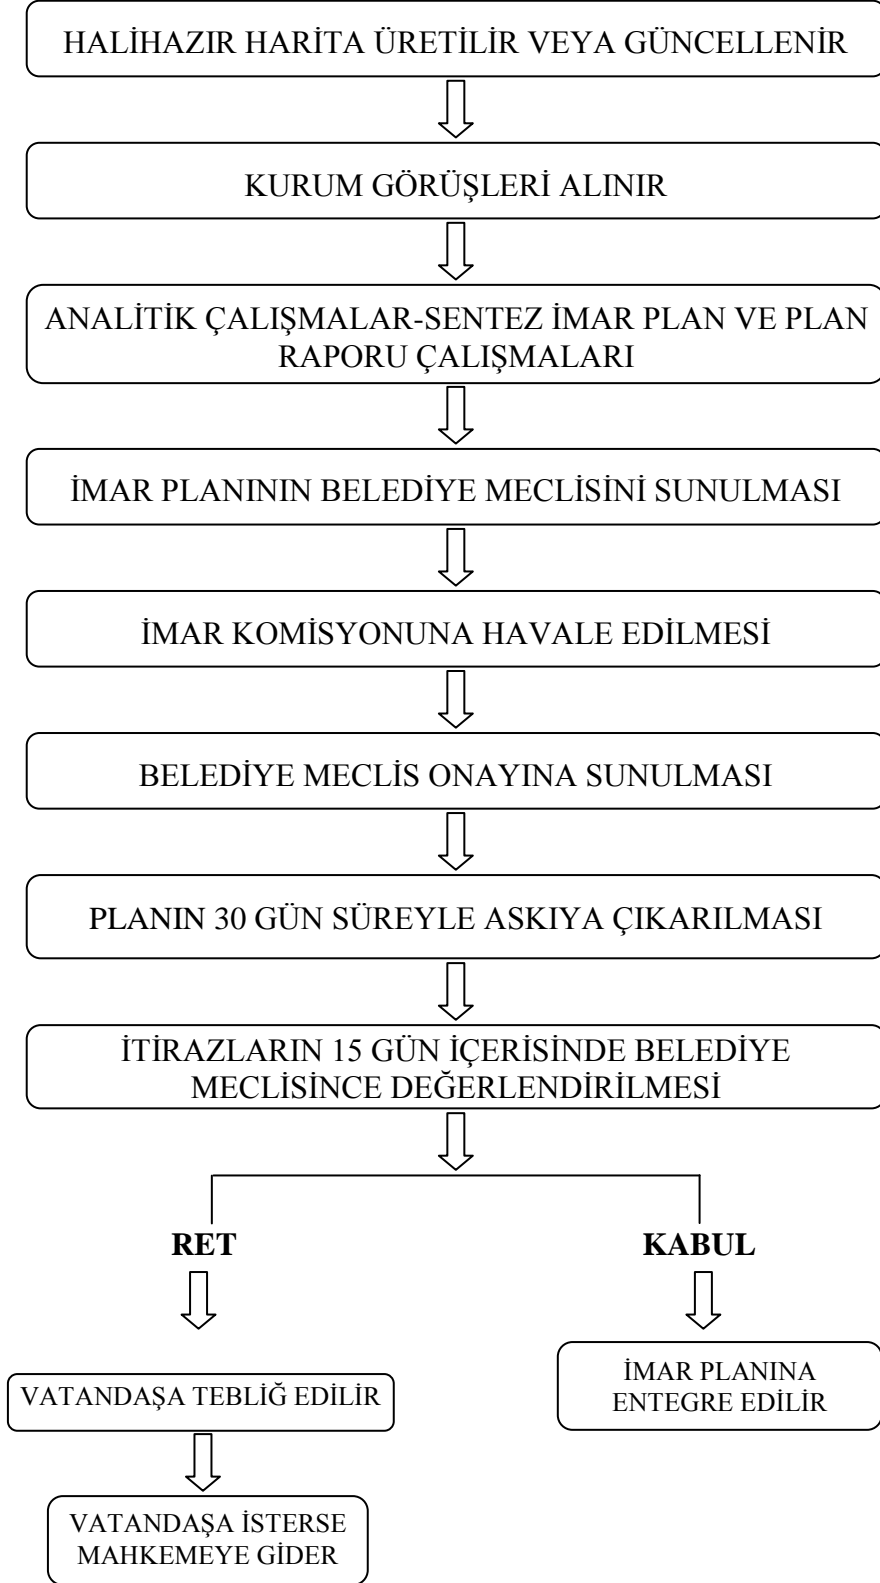 HALİHAZIR HARİTA ÜRETİLİR VEYA GÜNCELLENİR
KURUM GÖRÜŞLERİ ALINIR
ANALİTİK ÇALIŞMALAR-SENTEZ İMAR PLAN VE PLAN
RAPORU ÇALIŞMALARI
İMAR PLANININ BELEDİYE MECLİSİNİ SUNULMASI
İMAR KOMİSYONUNA HAVALE EDİLMESİ
BELEDİYE MECLİS ONAYINA SUNULMASI
PLANIN 30 GÜN SÜREYLE ASKIYA ÇIKARILMASI
İTİRAZLARIN 15 GÜN İÇERİSİNDE BELEDİYE
MECLİSİNCE DEĞERLENDİRİLMESİ
RET
KABUL
VATANDAŞA TEBLİĞ EDİLİR
İMAR PLANINA
ENTEGRE EDİLİR
VATANDAŞA İSTERSE
MAHKEMEYE GİDER